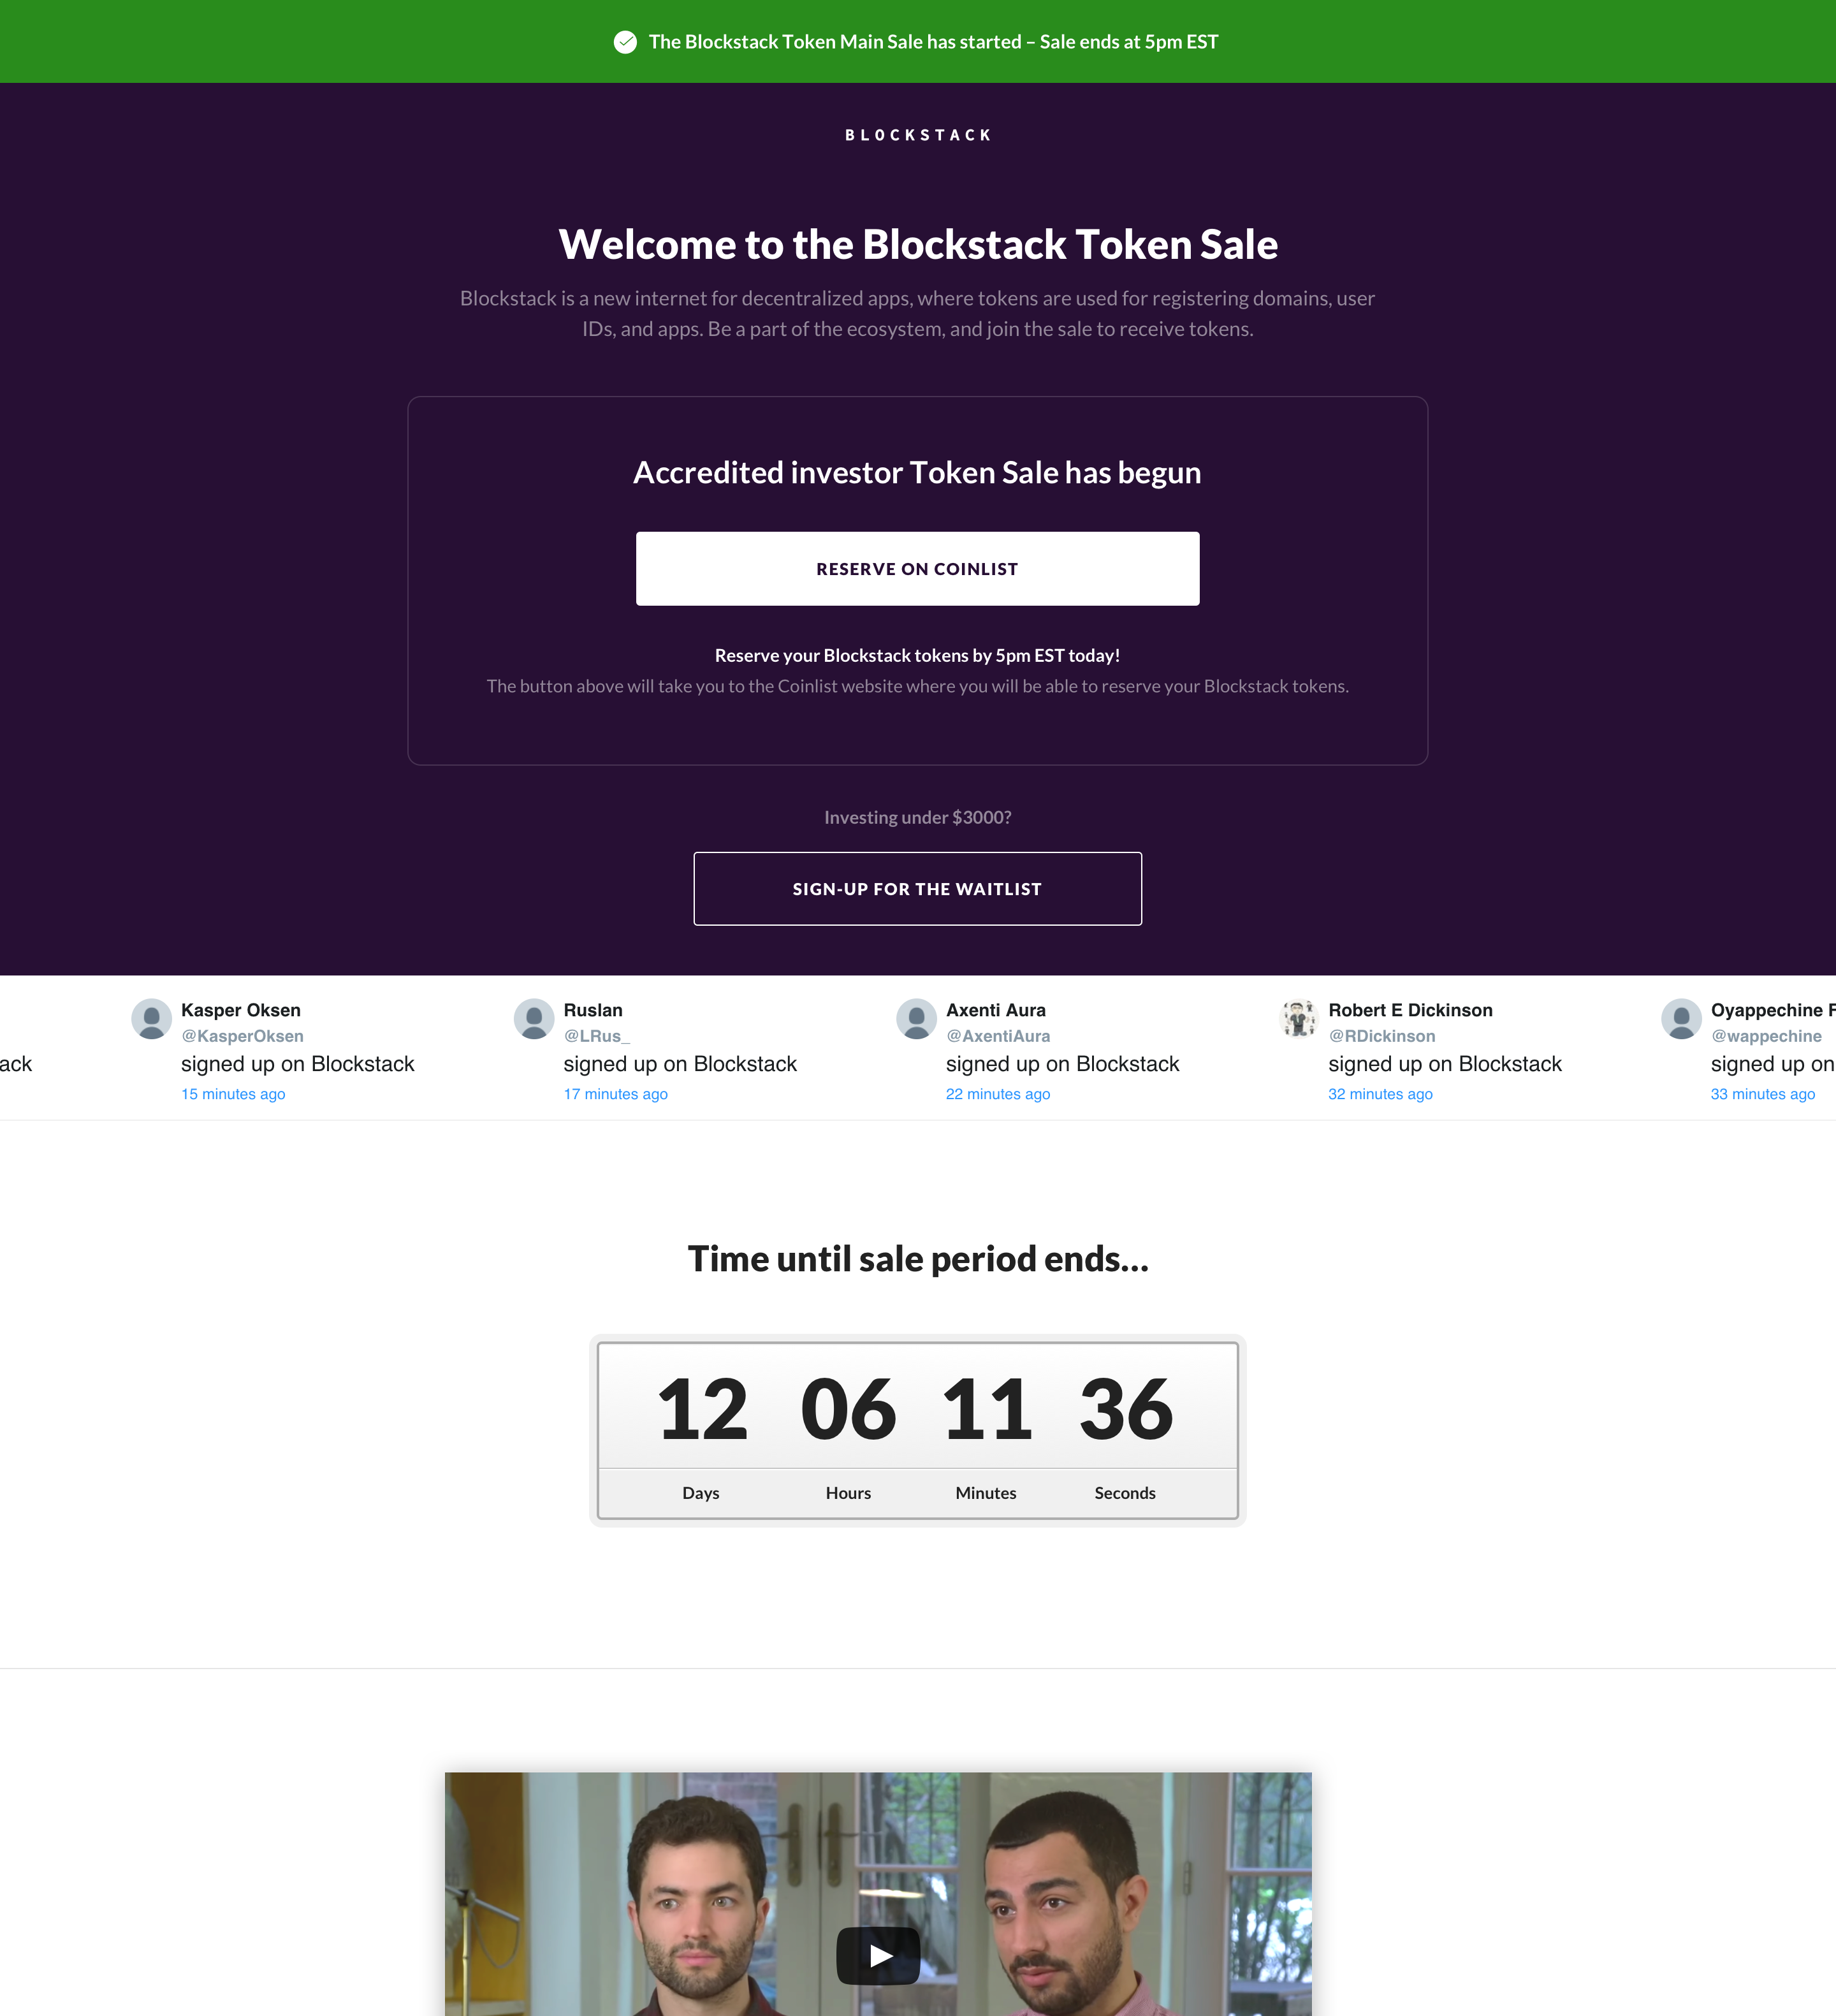 The Blockstack Token Main Sale has started – Sale ends at 5pm EST
BLOCKSTACK
Welcome to the Blockstack Token Sale
Blockstack is a new internet for decentralized apps, where tokens are used for registering domains, user
IDs, and apps. Be a part of the ecosystem, and join the sale to receive tokens.
Accredited investor Token Sale has begun
RESERVE ON COINLIST
Reserve your Blockstack tokens by 5pm EST today!
The button above will take you to the Coinlist website where you will be able to reserve your Blockstack tokens.
Investing under $3000?
SIGN-UP FOR THE WAITLIST
ack
Kasper Oksen
@KasperOksen
signed up on Blockstack
15 minutes ago
Ruslan
@LRus_
signed up on Blockstack
17 minutes ago
Axenti Aura
@AxentiAura
signed up on Blockstack
22 minutes ago
Robert E Dickinson
@RDickinson
signed up on Blockstack
32 minutes ago
Oyappechine
@wappechine
signed up on
33 minutes ago
Time until sale period ends...
12 06 11 36
Days Hours Minutes Seconds